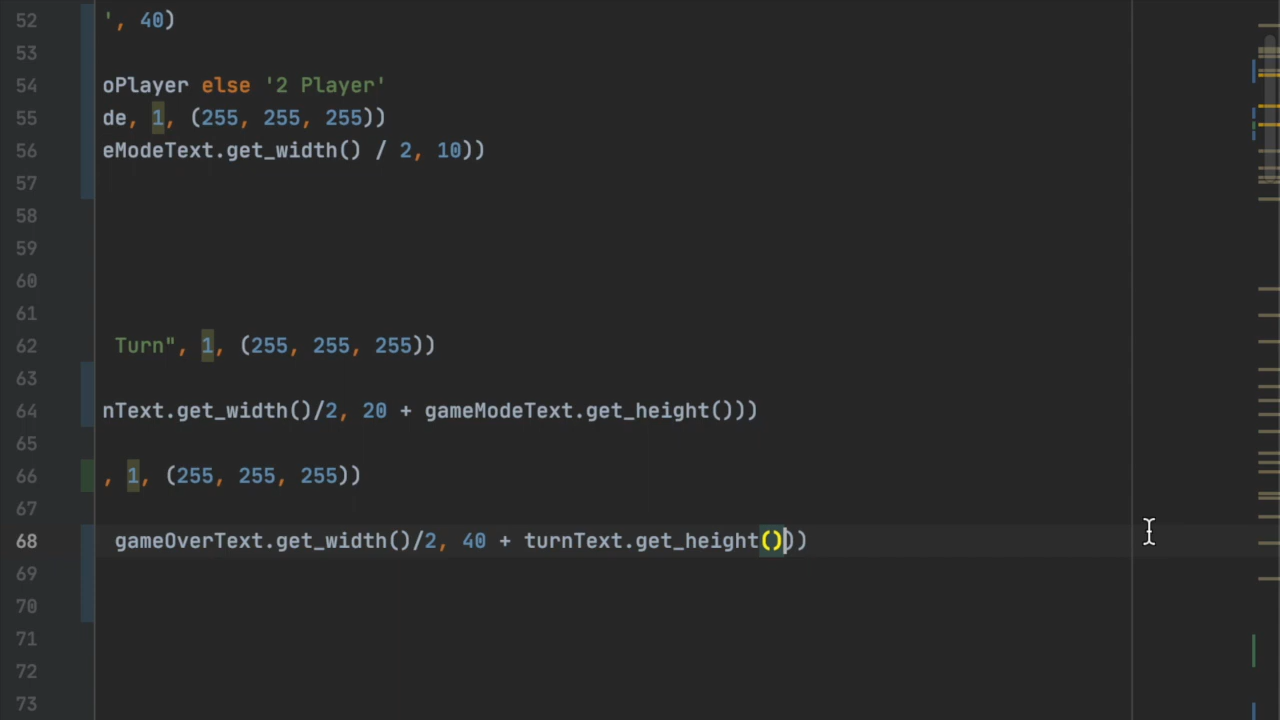 52 ', 40)
53
54 oPlayer else '2 Player'
55 de, 1, (255, 255, 255))
56 eModeText.get_width() / 2, 10))
57
58
59
60
61
62 Turn", 1, (255, 255, 255))
63
64 nText.get_width()/2, 20 + gameModeText.get_height()))
65
66 , 1, (255, 255, 255))
67
68 gameOverText.get_width()/2, 40 + turnText.get_height()))
69
70
71
72
73